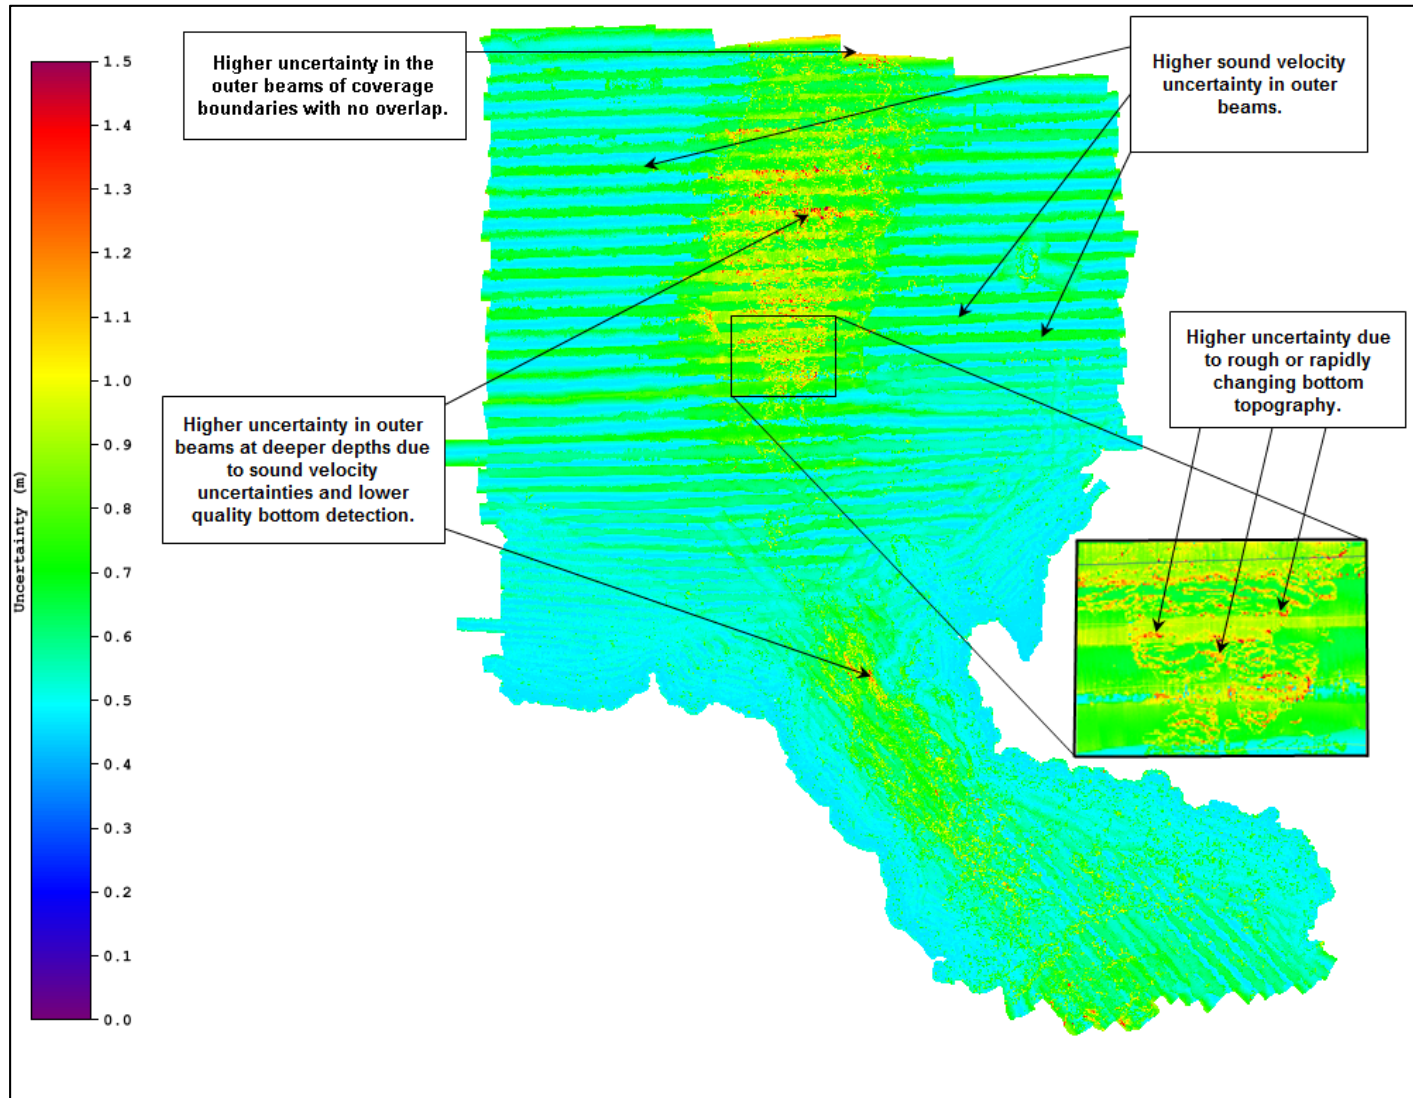 Higher uncertainty in the
outer beams of coverage
boundaries with no overlap.
Higher sound velocity
uncertainty in outer
beams.
Higher uncertainty due
to rough or rapidly
changing bottom
topography.
Higher uncertainty in outer
beams at deeper depths due
to sound velocity
uncertainties and lower
quality bottom detection.
Uncertainty (m)
1.5
1.4
1.3
1.2
1.1
1.0
0.9
0.8
0.7
0.6
0.5
0.4
0.3
0.2
0.1
0.0